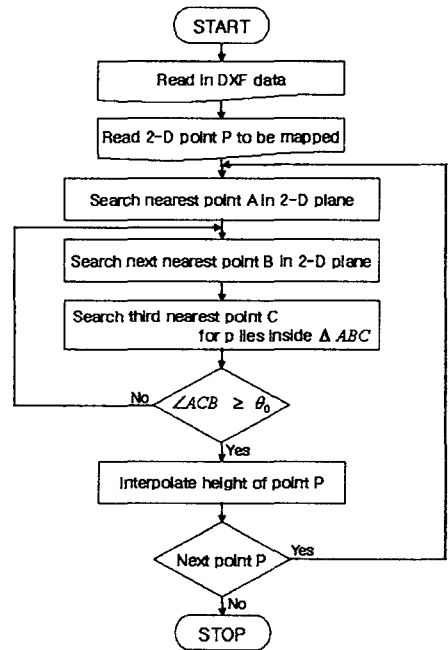 START
Read in DXF data
Read 2-D point P to be mapped
Search nearest point A in 2-D plane
Search next nearest point B in 2-D plane
Search third nearest point C
for p lies inside Δ ABC
No
∠ACB ≥ θ₀
Yes
Interpolate height of point P
Next point P
Yes
No
STOP